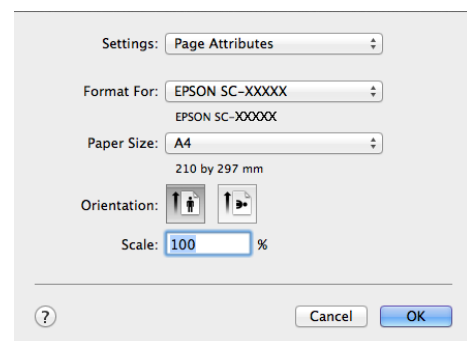 Settings: Page Attributes
Format For: EPSON SC-XXXXX
EPSON SC-XXXXX
Paper Size: A4
210 by 297 mm
Orientation:
Scale: 100 %
? Cancel OK